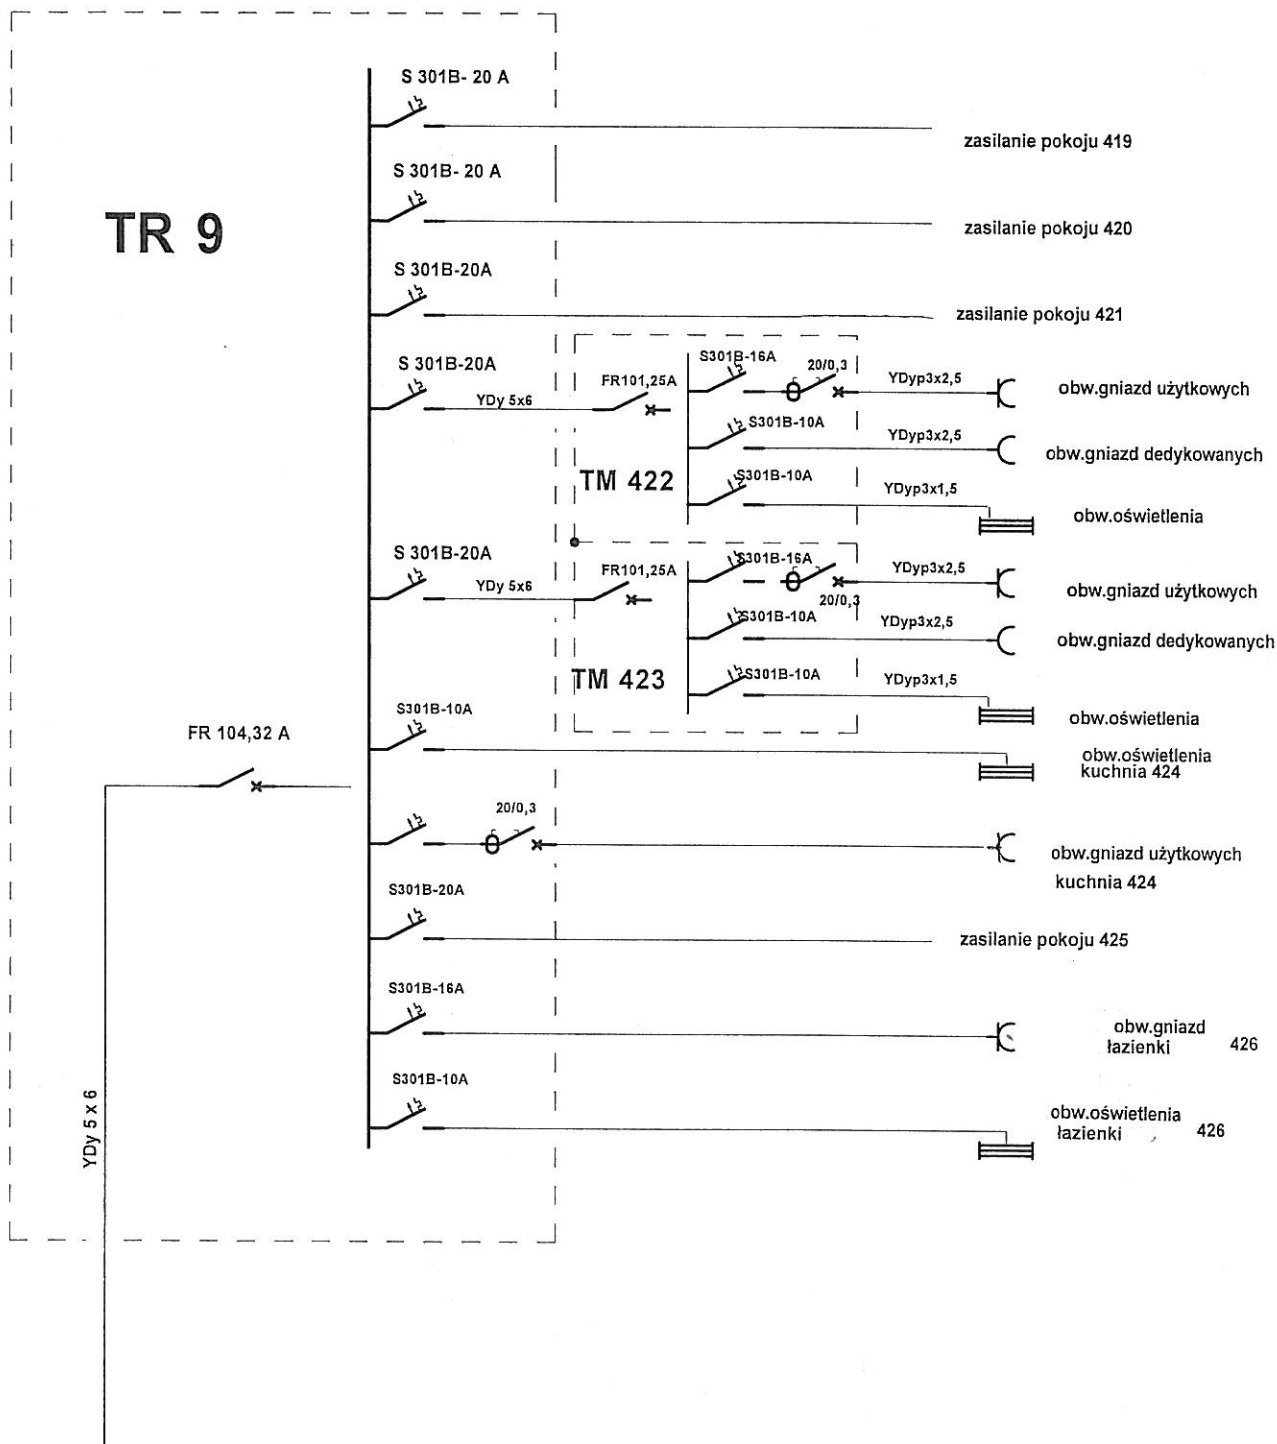 S 301B- 20 A
zasilanie pokoju 419
S 301B- 20 A
TR 9
zasilanie pokoju 420
S 301B-20A
zasilanie pokoju 421
S 301B-20A
YDy 5x6
FR101,25A
S301B-16A
20/0,3
YDyp3x2,5
obw.gniazd użytkowych
S301B-10A
YDyp3x2,5
obw.gniazd dedykowanych
TM 422
S301B-10A
YDyp3x1,5
obw.oświetlenia
S 301B-20A
YDy 5x6
FR101,25A
S301B-16A
20/0,3
YDyp3x2,5
obw.gniazd użytkowych
S301B-10A
YDyp3x2,5
obw.gniazd dedykowanych
TM 423
S301B-10A
YDyp3x1,5
obw.oświetlenia
S301B-10A
FR 104,32 A
obw.oświetlenia
kuchnia 424
20/0,3
obw.gniazd użytkowych
kuchnia 424
S301B-20A
zasilanie pokoju 425
S301B-16A
obw.gniazd
łazienki 426
S301B-10A
obw.oświetlenia
łazienki 426
YDy 5 x 6